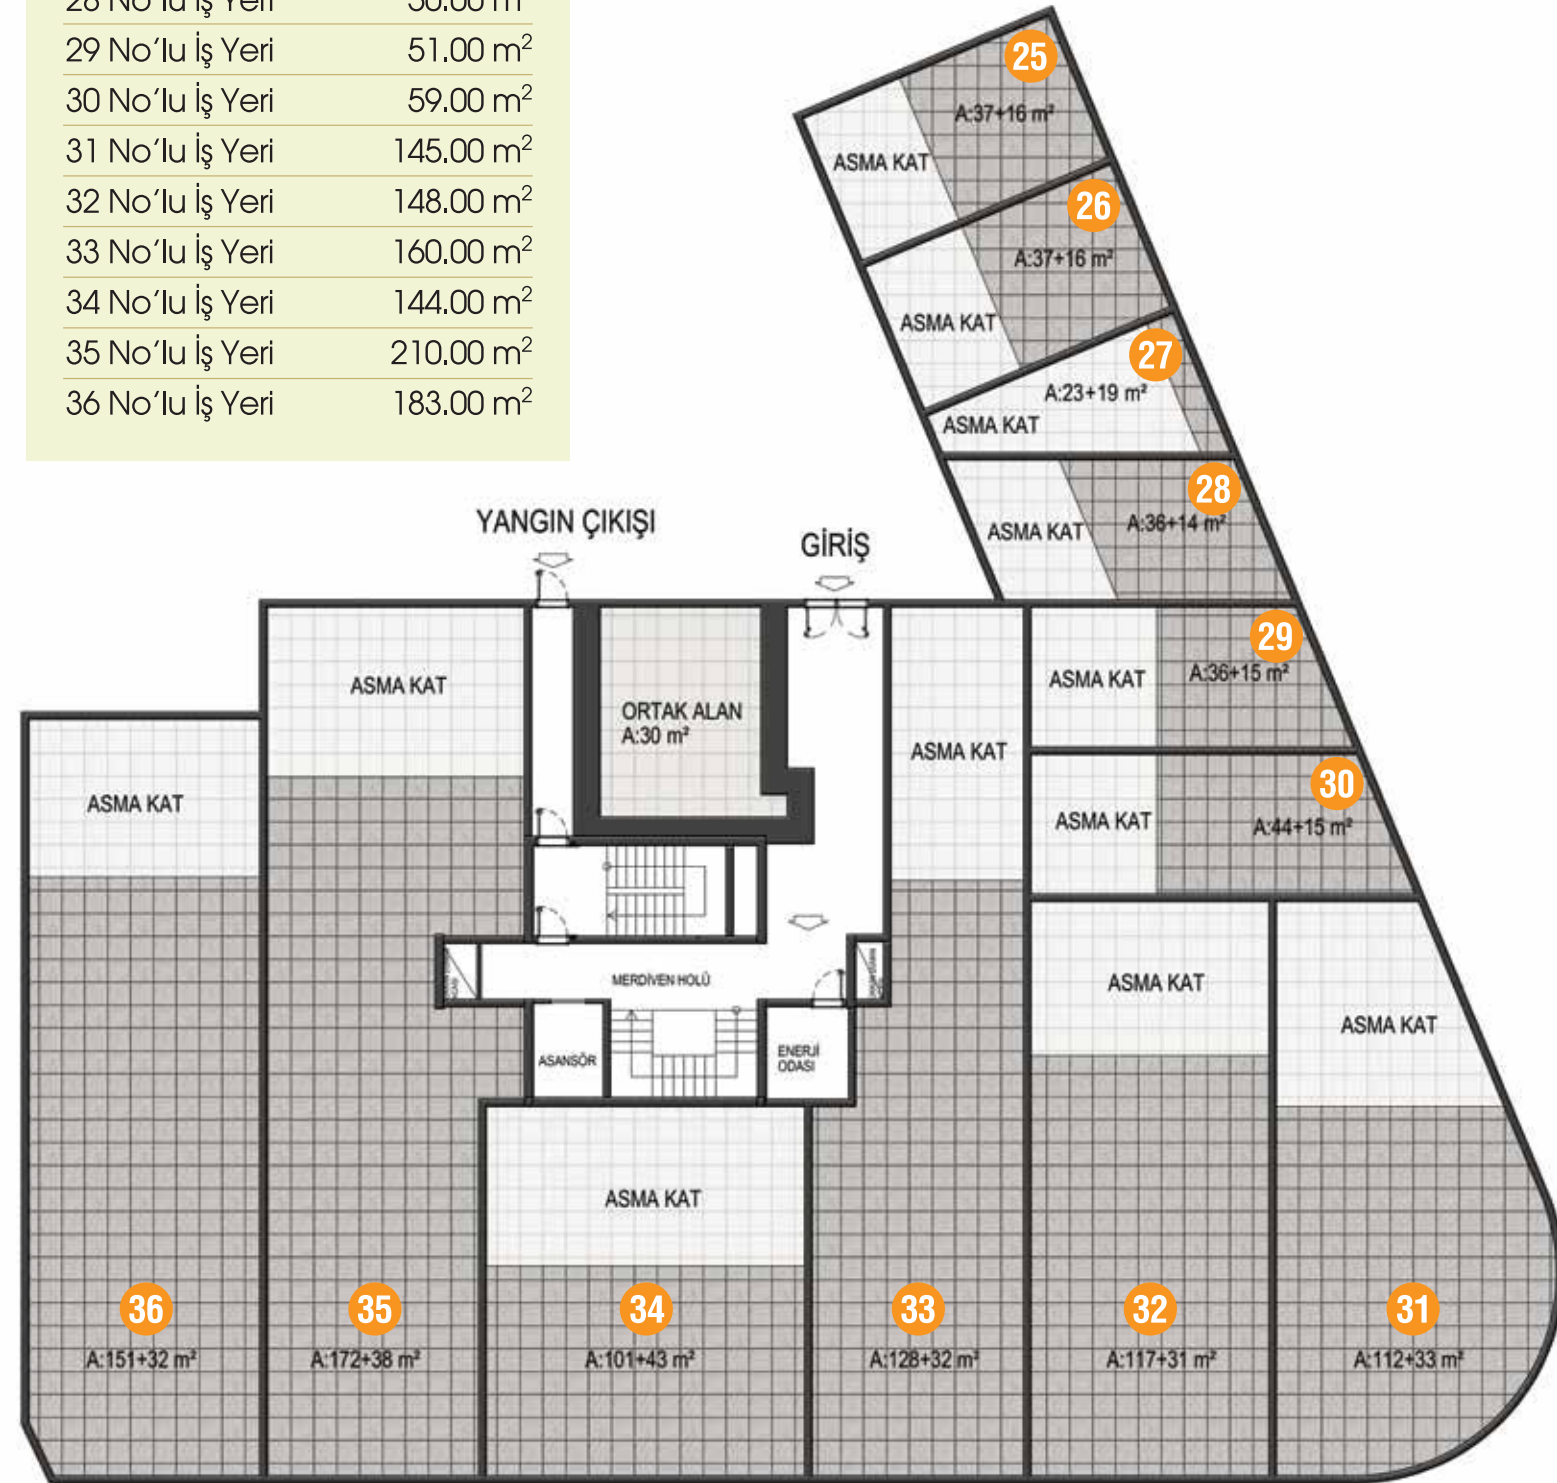 28 No'lu İş Yeri 50.00 m²
29 No'lu İş Yeri 51.00 m²
30 No'lu İş Yeri 59.00 m²
31 No'lu İş Yeri 145.00 m²
32 No'lu İş Yeri 148.00 m²
33 No'lu İş Yeri 160.00 m²
34 No'lu İş Yeri 144.00 m²
35 No'lu İş Yeri 210.00 m²
36 No'lu İş Yeri 183.00 m²
25
A:37+16 m²
ASMA KAT
26
A:37+16 m²
ASMA KAT
27
A:23+19 m²
ASMA KAT
28
A:36+14 m²
ASMA KAT
YANGIN ÇIKIŞI
GİRİŞ
29
A:36+15 m²
ASMA KAT
30
A:44+15 m²
ASMA KAT
ASMA KAT
ORTAK ALAN
A:30 m²
ASMA KAT
ASMA KAT
MERDİVEN HOLÜ
ASANSÖR
ENERJİ
ODASI
ASMA KAT
ASMA KAT
ASMA KAT
36
A:151+32 m²
35
A:172+38 m²
34
A:101+43 m²
33
A:128+32 m²
32
A:117+31 m²
31
A:112+33 m²